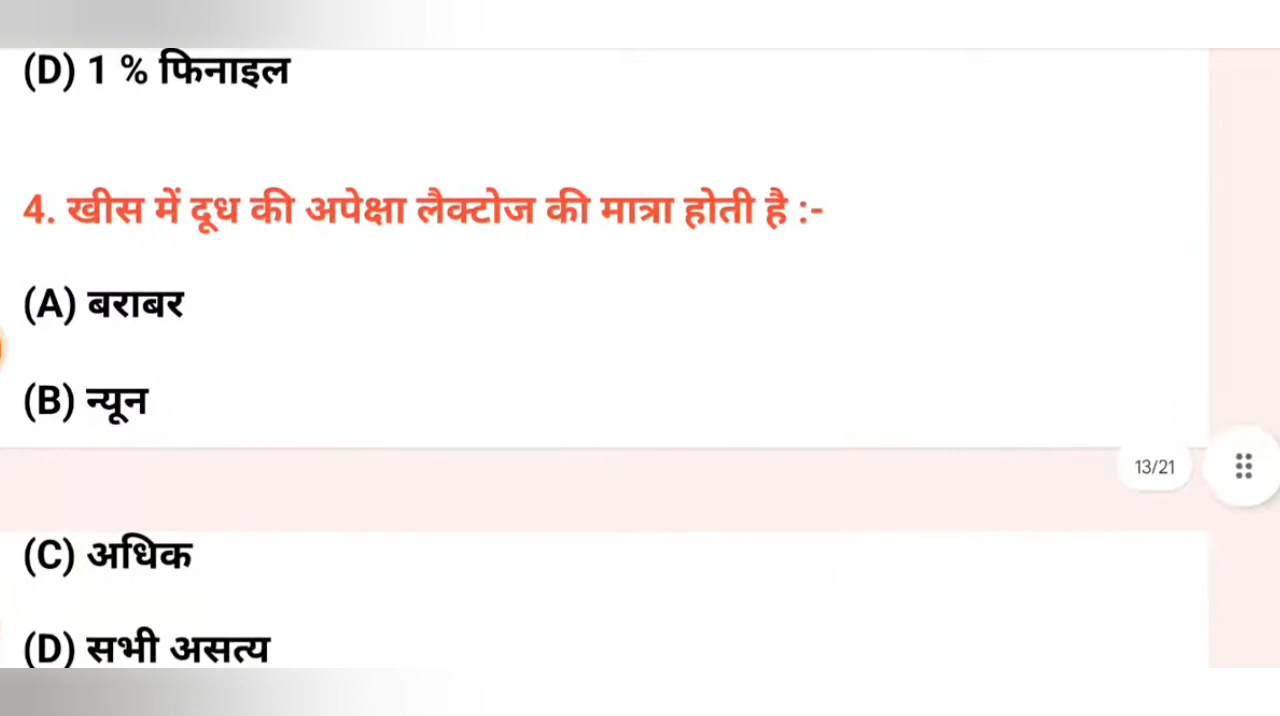 (D) 1 % फिनाइल
4. खीस में दूध की अपेक्षा लैक्टोज की मात्रा होती है :-
(A) बराबर
(B) न्यून
13/21
(C) अधिक
(D) सभी असत्य